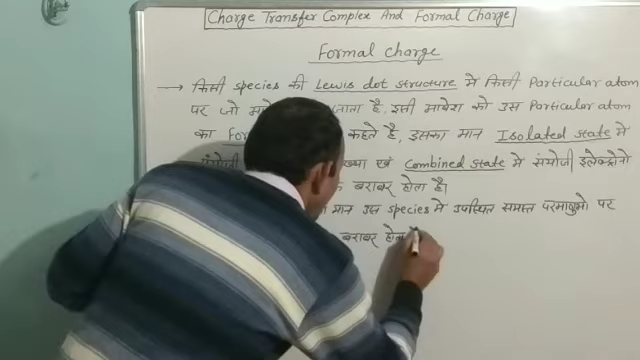 Charge Transfer Complex And Formal Charge
Formal charge
→ किसी species की Lewis dot structure मे किसी Particular atom
पर जो जाता है, इसी आवेश को उस Particular atom
का कहते है, इसका मान Isolated state मे
एवं Combined state मे संयोजी इलेक्ट्रोनो
बराबर होता है।
मान उस species मे उपस्थित समस्त परमाणुओ पर
बराबर होता